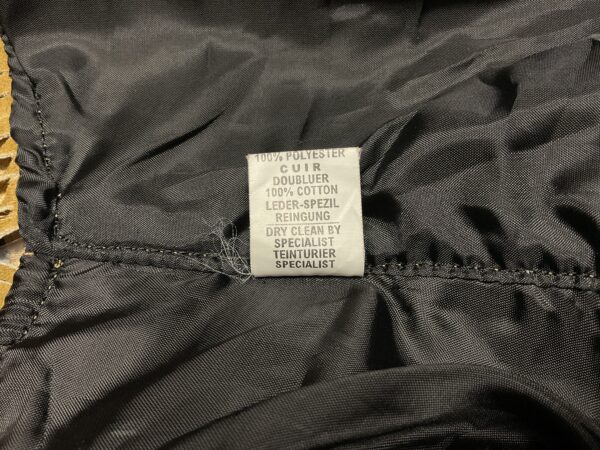 100% POLYESTER
CUIR
DOUBLUER
100% COTTON
LEDER-SPEZIL
REINGUNG
DRY CLEAN BY
SPECIALIST
TEINTURIER
SPECIALIST